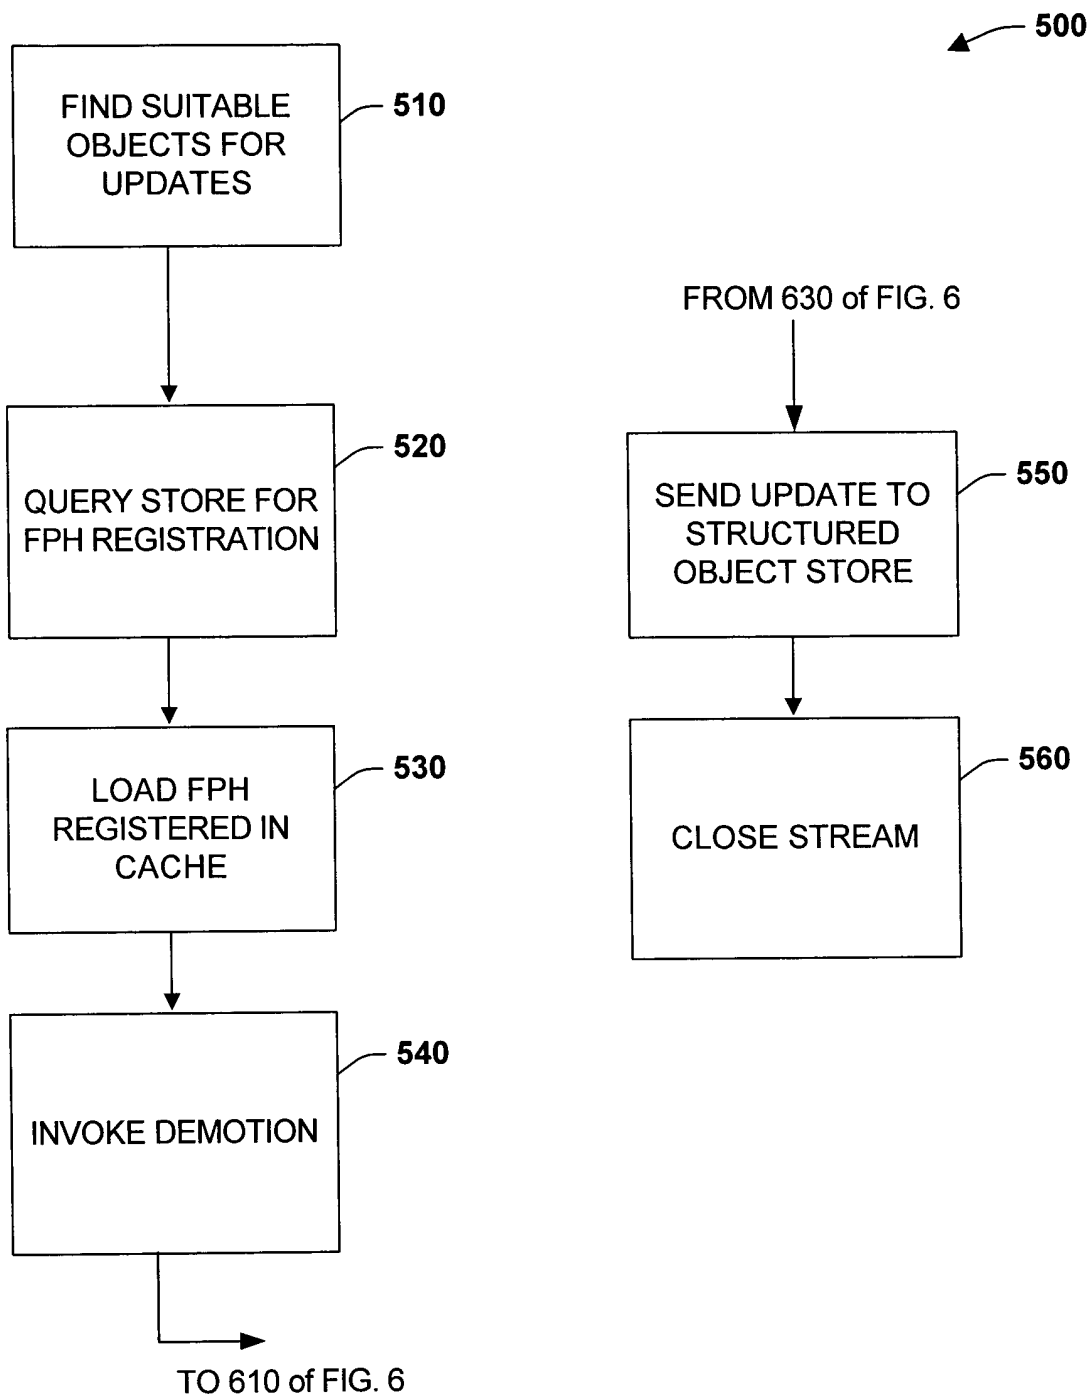 500
FIND SUITABLE
OBJECTS FOR
UPDATES
510
QUERY STORE FOR
FPH REGISTRATION
520
LOAD FPH
REGISTERED IN
CACHE
530
INVOKE DEMOTION
540
TO 610 of FIG. 6
FROM 630 of FIG. 6
SEND UPDATE TO
STRUCTURED
OBJECT STORE
550
CLOSE STREAM
560